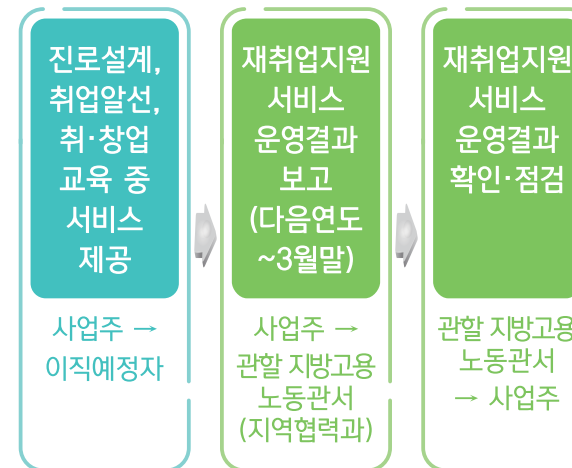 진로설계,
취업알선,
취·창업
교육 중
서비스
제공
사업주 →
이직예정자
재취업지원
서비스
운영결과
보고
(다음연도
~3월말)
사업주 →
관할 지방고용
노동관서
(지역협력과)
재취업지원
서비스
운영결과
확인·점검
관할 지방고용
노동관서
→ 사업주